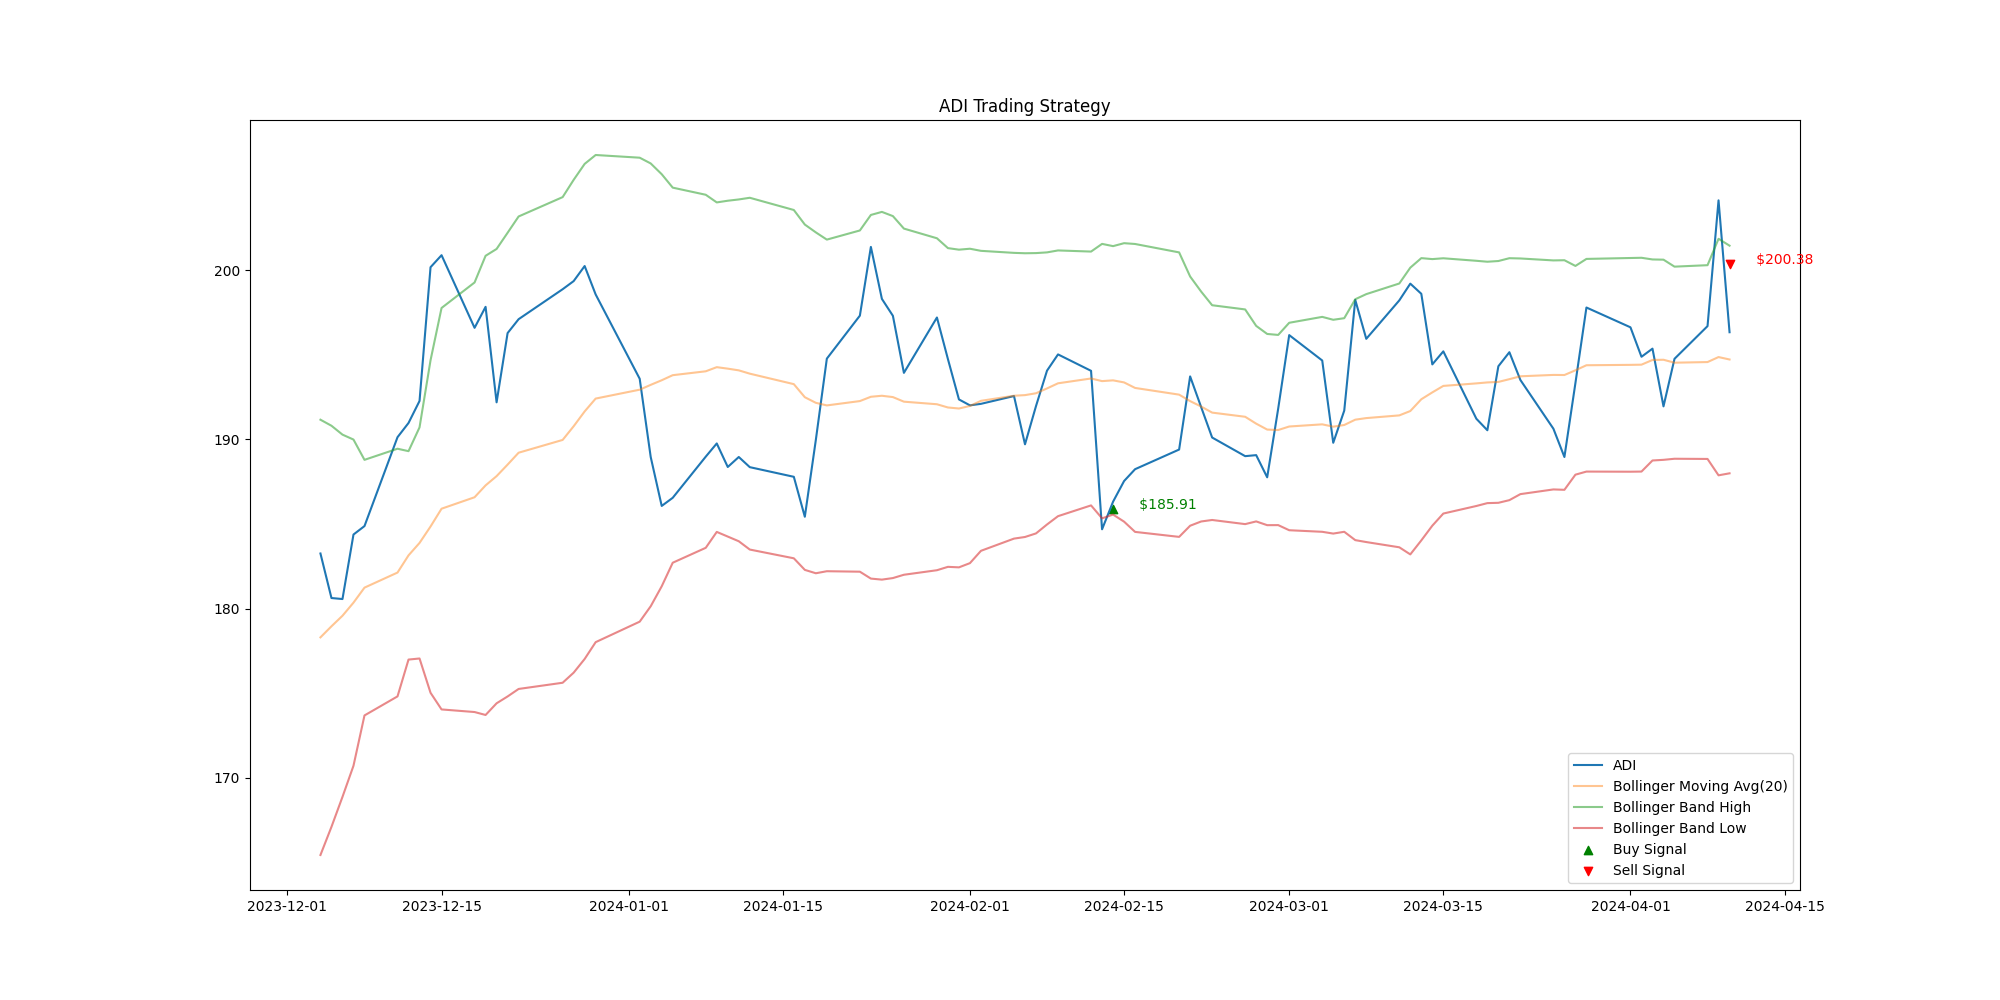 ADI Trading Strategy
200
190
180
170
$200.38
$185.91
ADI
Bollinger Moving Avg(20)
Bollinger Band High
Bollinger Band Low
Buy Signal
Sell Signal
2023-12-01 2023-12-15 2024-01-01 2024-01-15 2024-02-01 2024-02-15 2024-03-01 2024-03-15 2024-04-01 2024-04-15